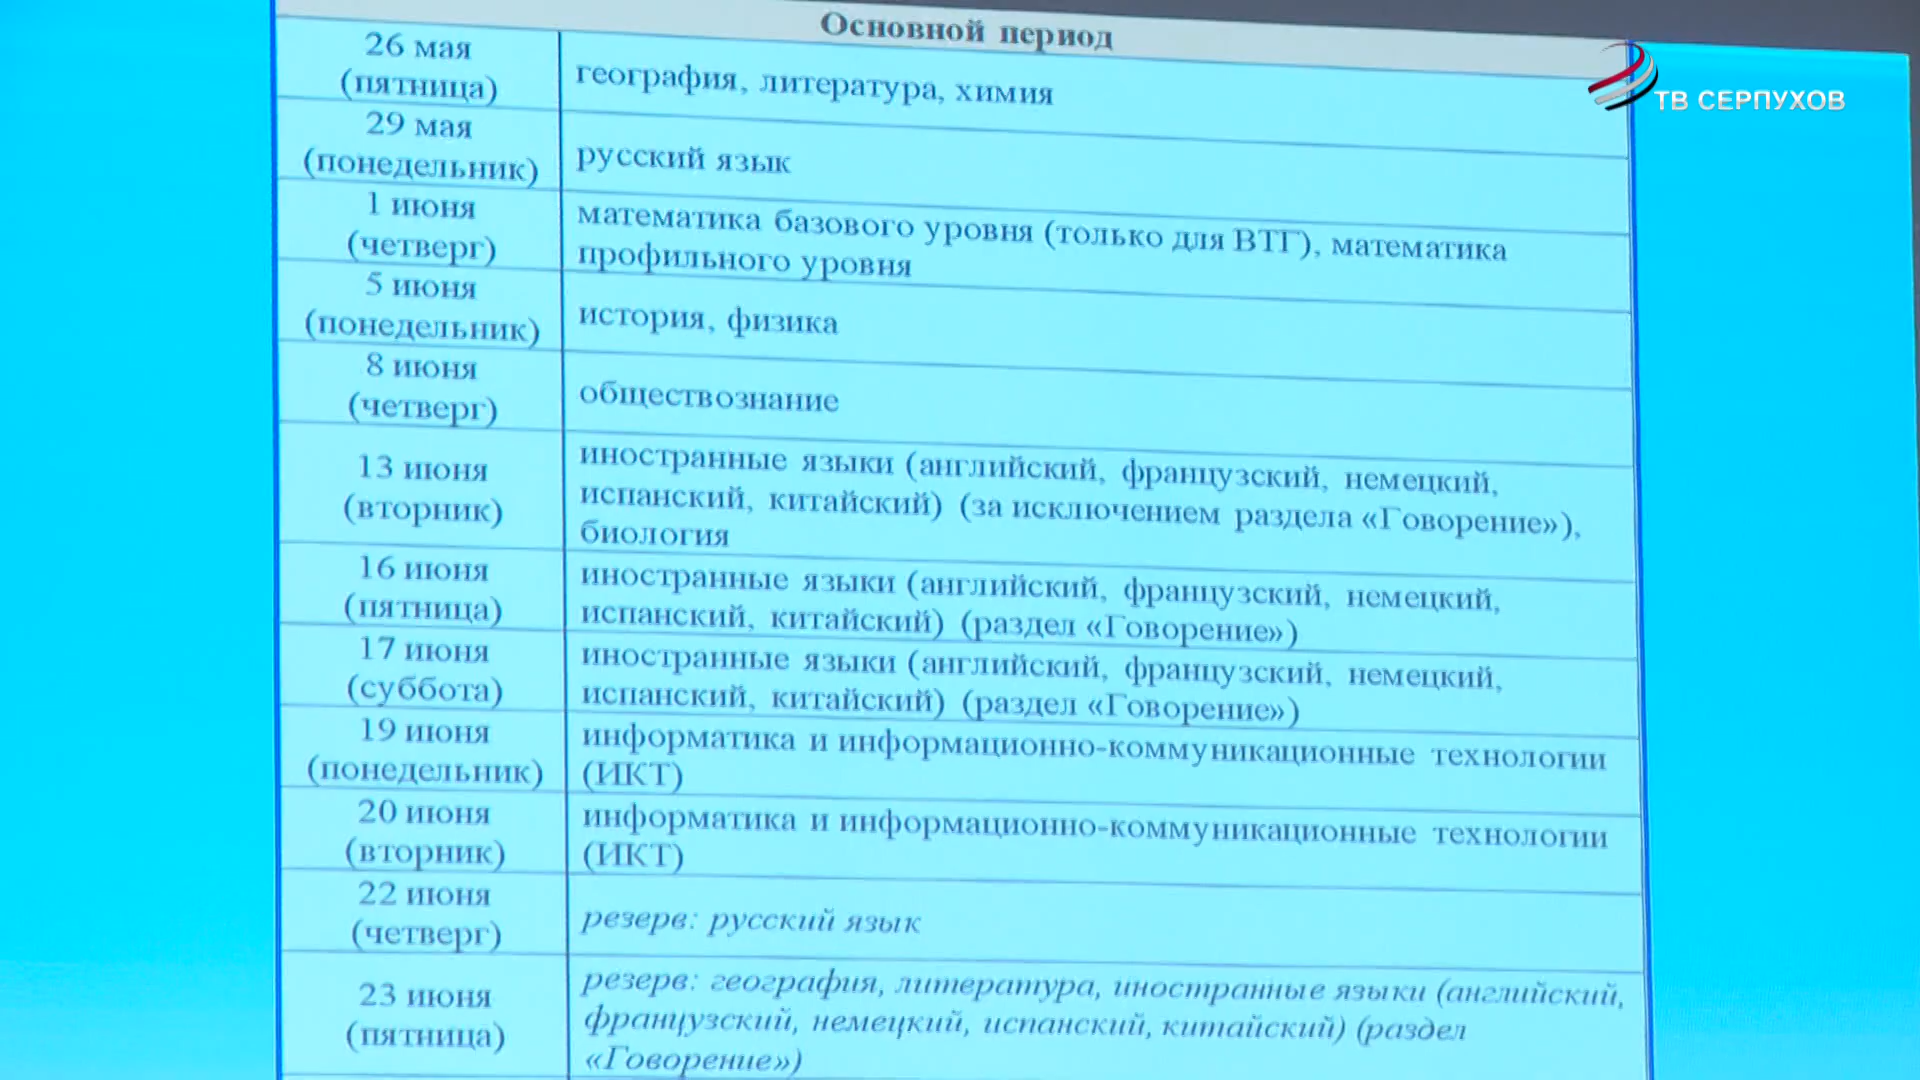 Основной период
ТВ СЕРПУХОВ
26 мая
(пятница)
география, литература, химия
29 мая
(понедельник)
русский язык
1 июня
(четверг)
математика базового уровня (только для ВТГ), математика
профильного уровня
5 июня
(понедельник)
история, физика
8 июня
(четверг)
обществознание
13 июня
(вторник)
иностранные языки (английский, французский, немецкий,
испанский, китайский) (за исключением раздела «Говорение»),
биология
16 июня
(пятница)
иностранные языки (английский, французский, немецкий,
испанский, китайский) (раздел «Говорение»)
17 июня
(суббота)
иностранные языки (английский, французский, немецкий,
испанский, китайский) (раздел «Говорение»)
19 июня
(понедельник)
информатика и информационно-коммуникационные технологии
(ИКТ)
20 июня
(вторник)
информатика и информационно-коммуникационные технологии
(ИКТ)
22 июня
(четверг)
резерв: русский язык
23 июня
(пятница)
резерв: география, литература, иностранные языки (английский,
французский, немецкий, испанский, китайский) (раздел
«Говорение»)